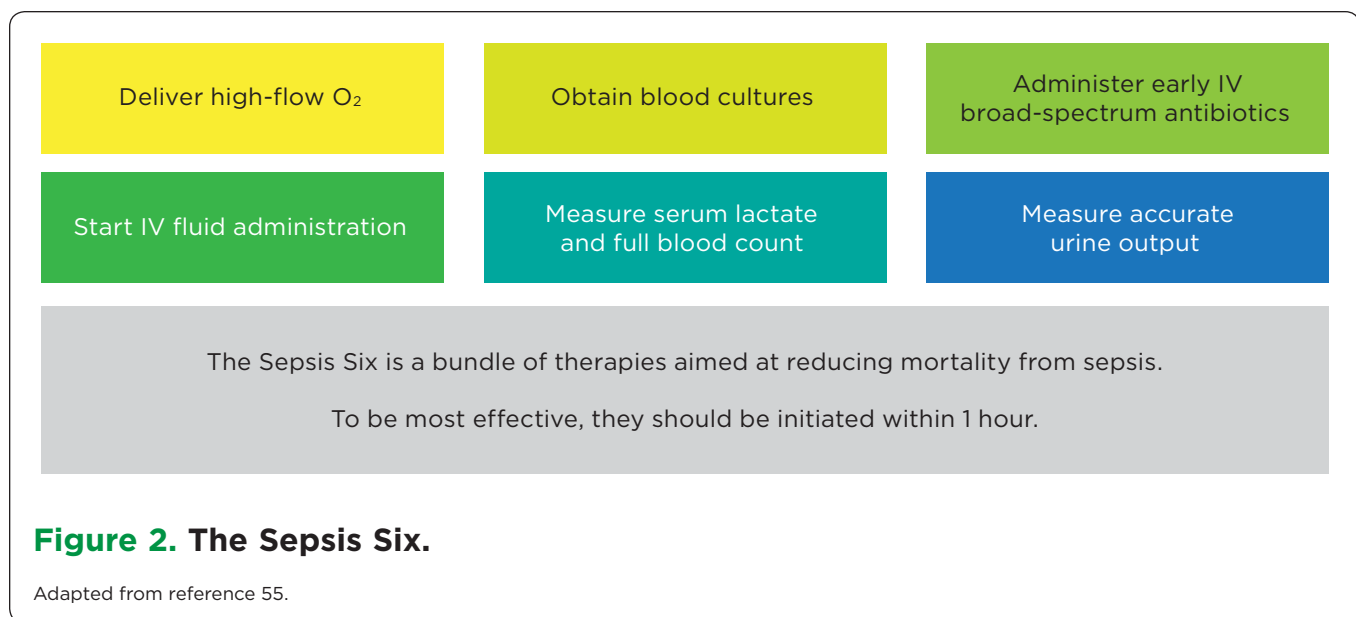 Deliver high-flow O₂
Obtain blood cultures
Administer early IV
broad-spectrum antibiotics
Start IV fluid administration
Measure serum lactate
and full blood count
Measure accurate
urine output
The Sepsis Six is a bundle of therapies aimed at reducing mortality from sepsis.
To be most effective, they should be initiated within 1 hour.
Figure 2. The Sepsis Six.
Adapted from reference 55.